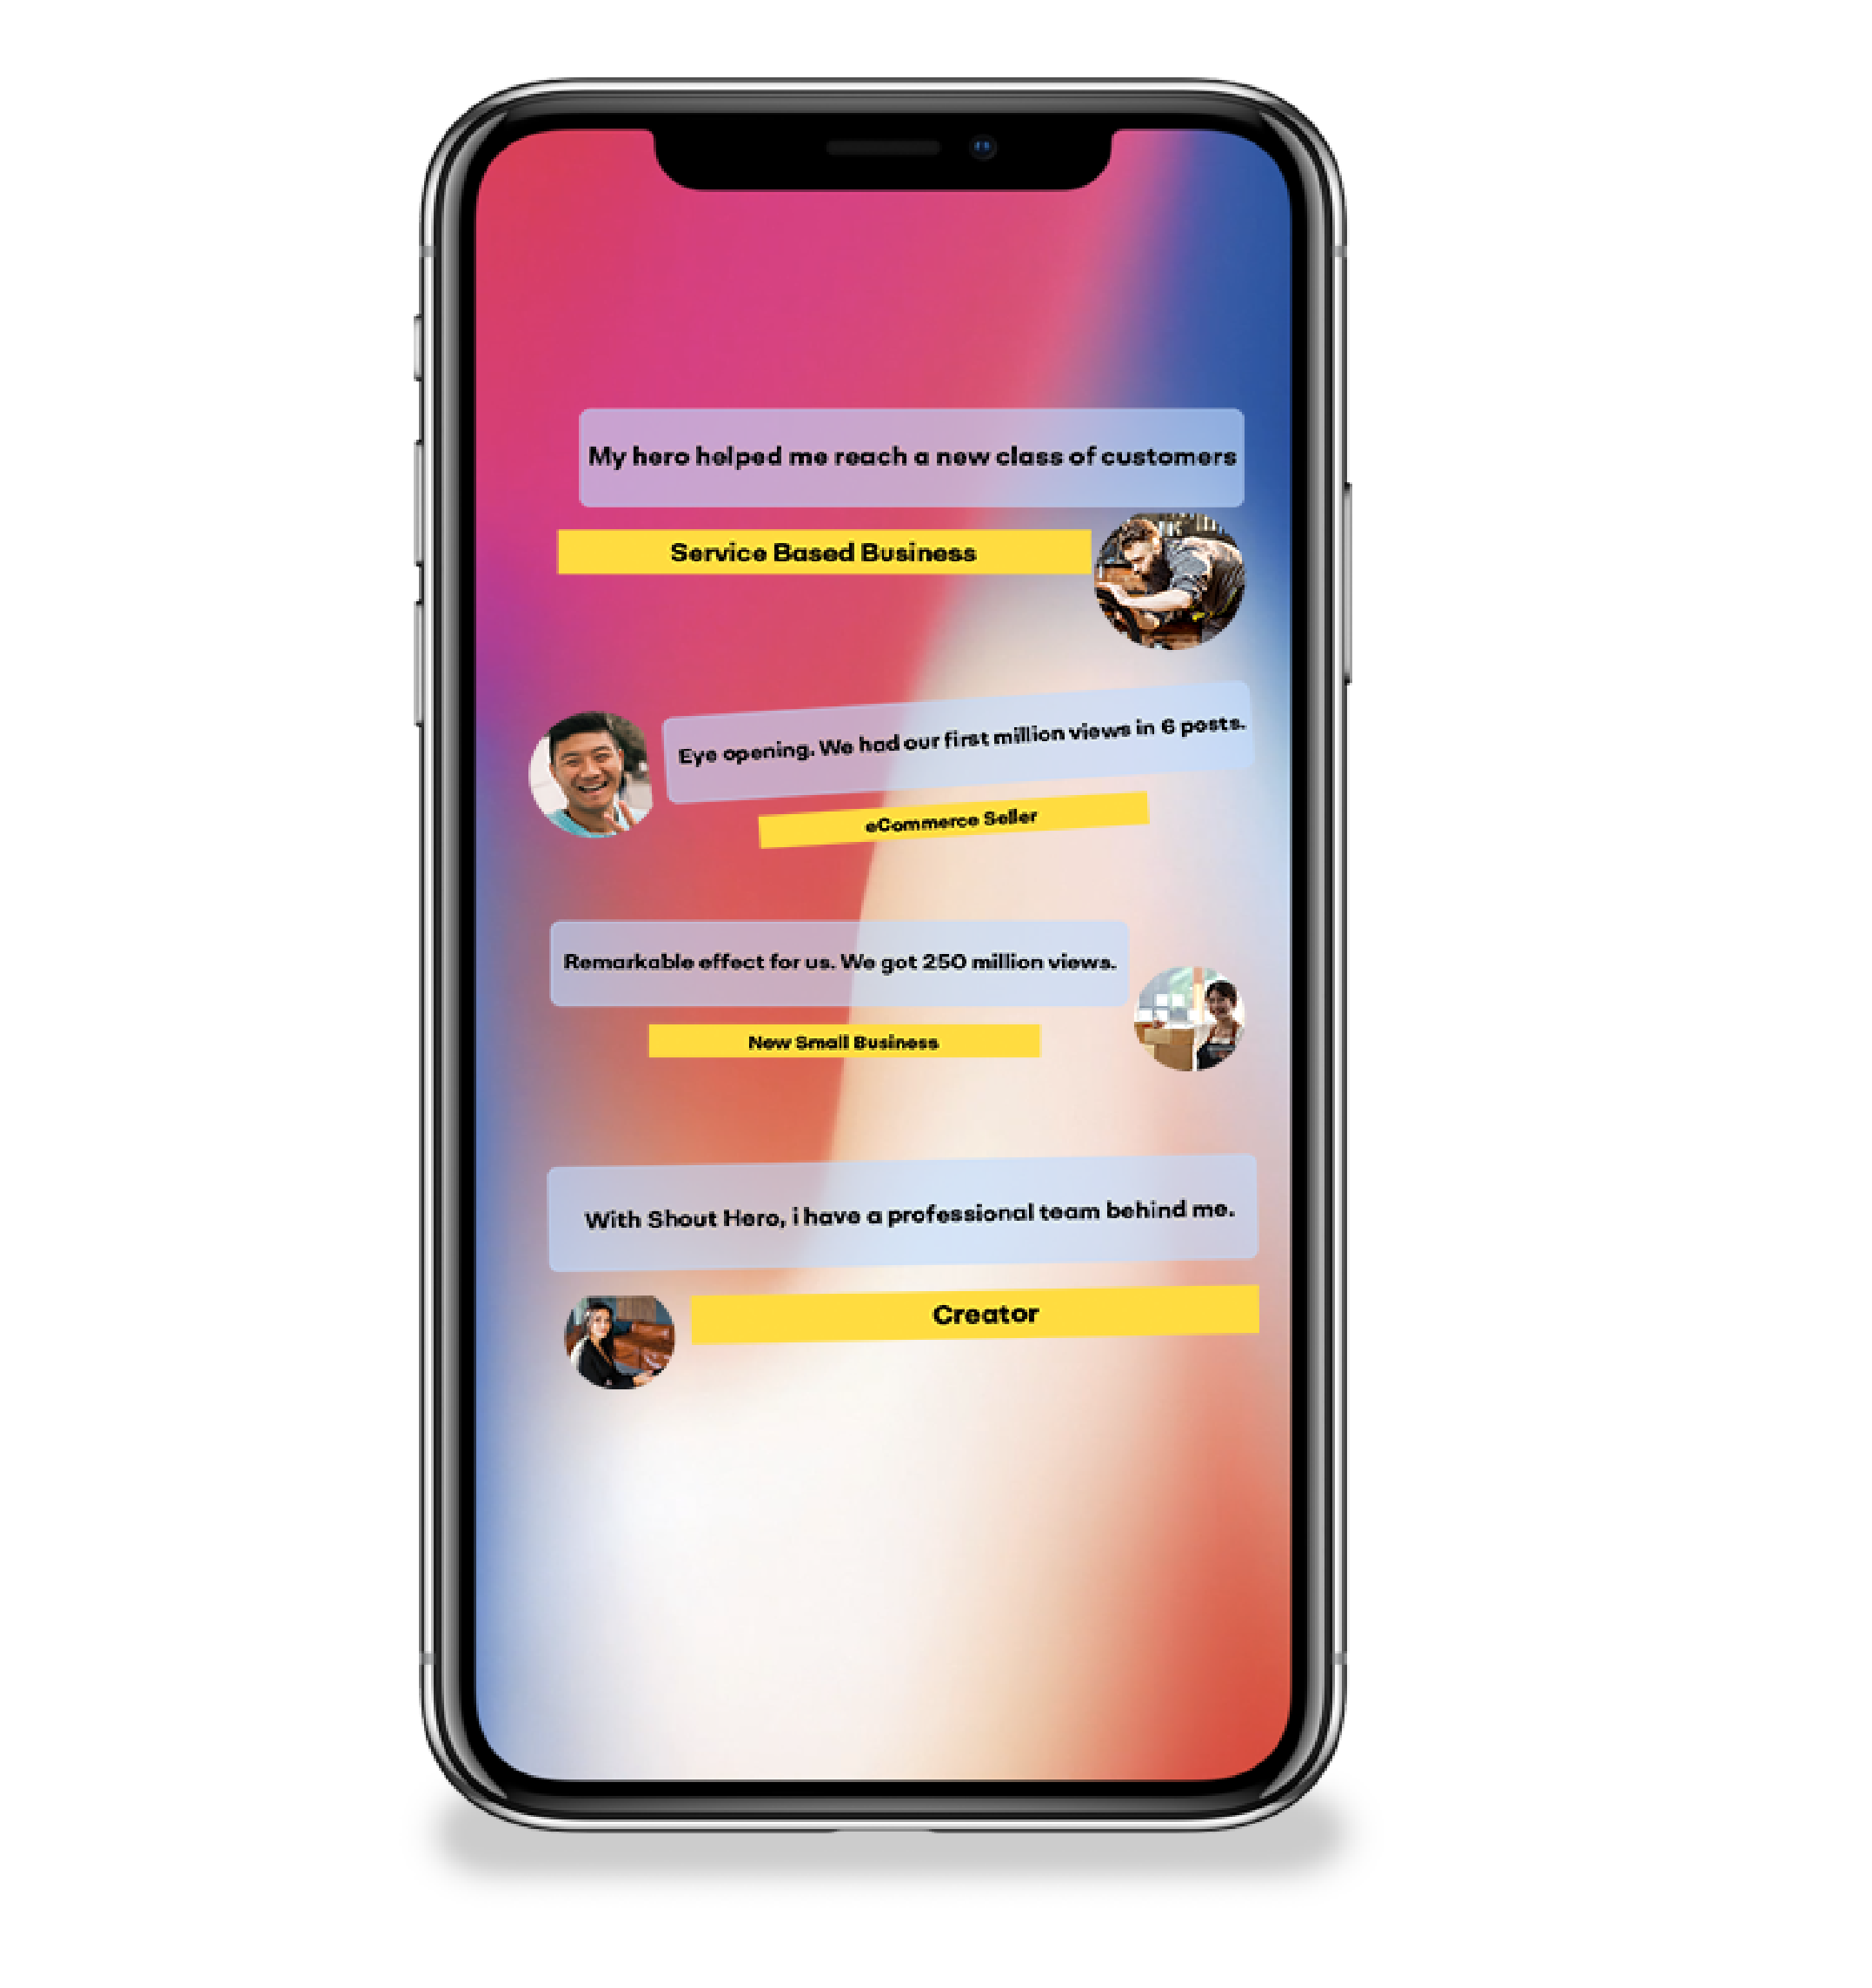 My hero helped me reach a new class of customers
Service Based Business
Eye opening. We had our first million views in 6 posts.
eCommerce Seller
Remarkable effect for us. We got 250 million views.
New Small Business
With Shout Hero, i have a professional team behind me.
Creator